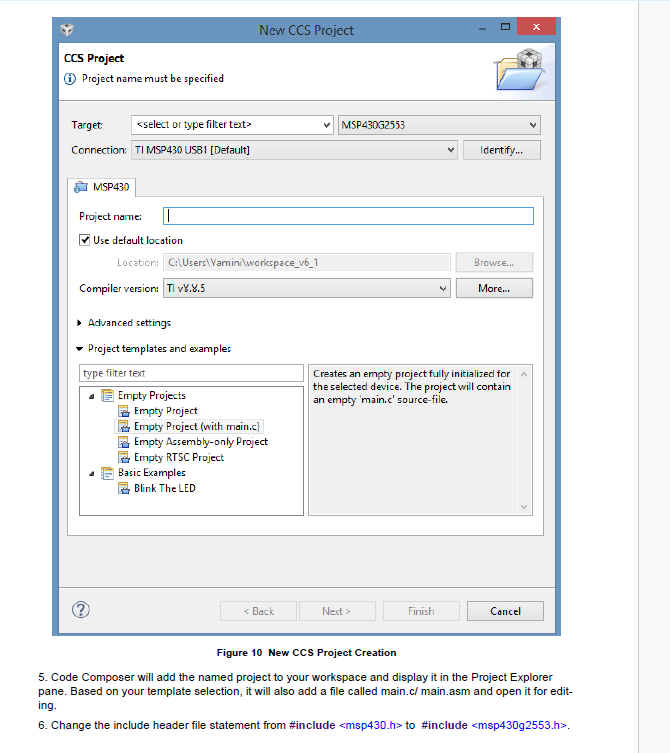 New CCS Project
CCS Project
Project name must be specified
Target: <select or type filter text> MSP430G2553
Connection: TI MSP430 USB1 [Default] Identify...
MSP430
Project name:
Use default location
Location: C:\Users\Yamini\workspace_v6_1 Browse...
Compiler version: TI v8.8.5 More...
Advanced settings
Project templates and examples
type filter text
Empty Projects
Empty Project
Empty Project (with main.c)
Empty Assembly-only Project
Empty RTSC Project
Basic Examples
Blink The LED
Creates an empty project fully initialized for
the selected device. The project will contain
an empty 'main.c' source-file.
< Back Next > Finish Cancel
Figure 10 New CCS Project Creation
5. Code Composer will add the named project to your workspace and display it in the Project Explorer
pane. Based on your template selection, it will also add a file called main.c/ main.asm and open it for edit-
ing.
6. Change the include header file statement from #include <msp430.h> to #include <msp430g2553.h>.